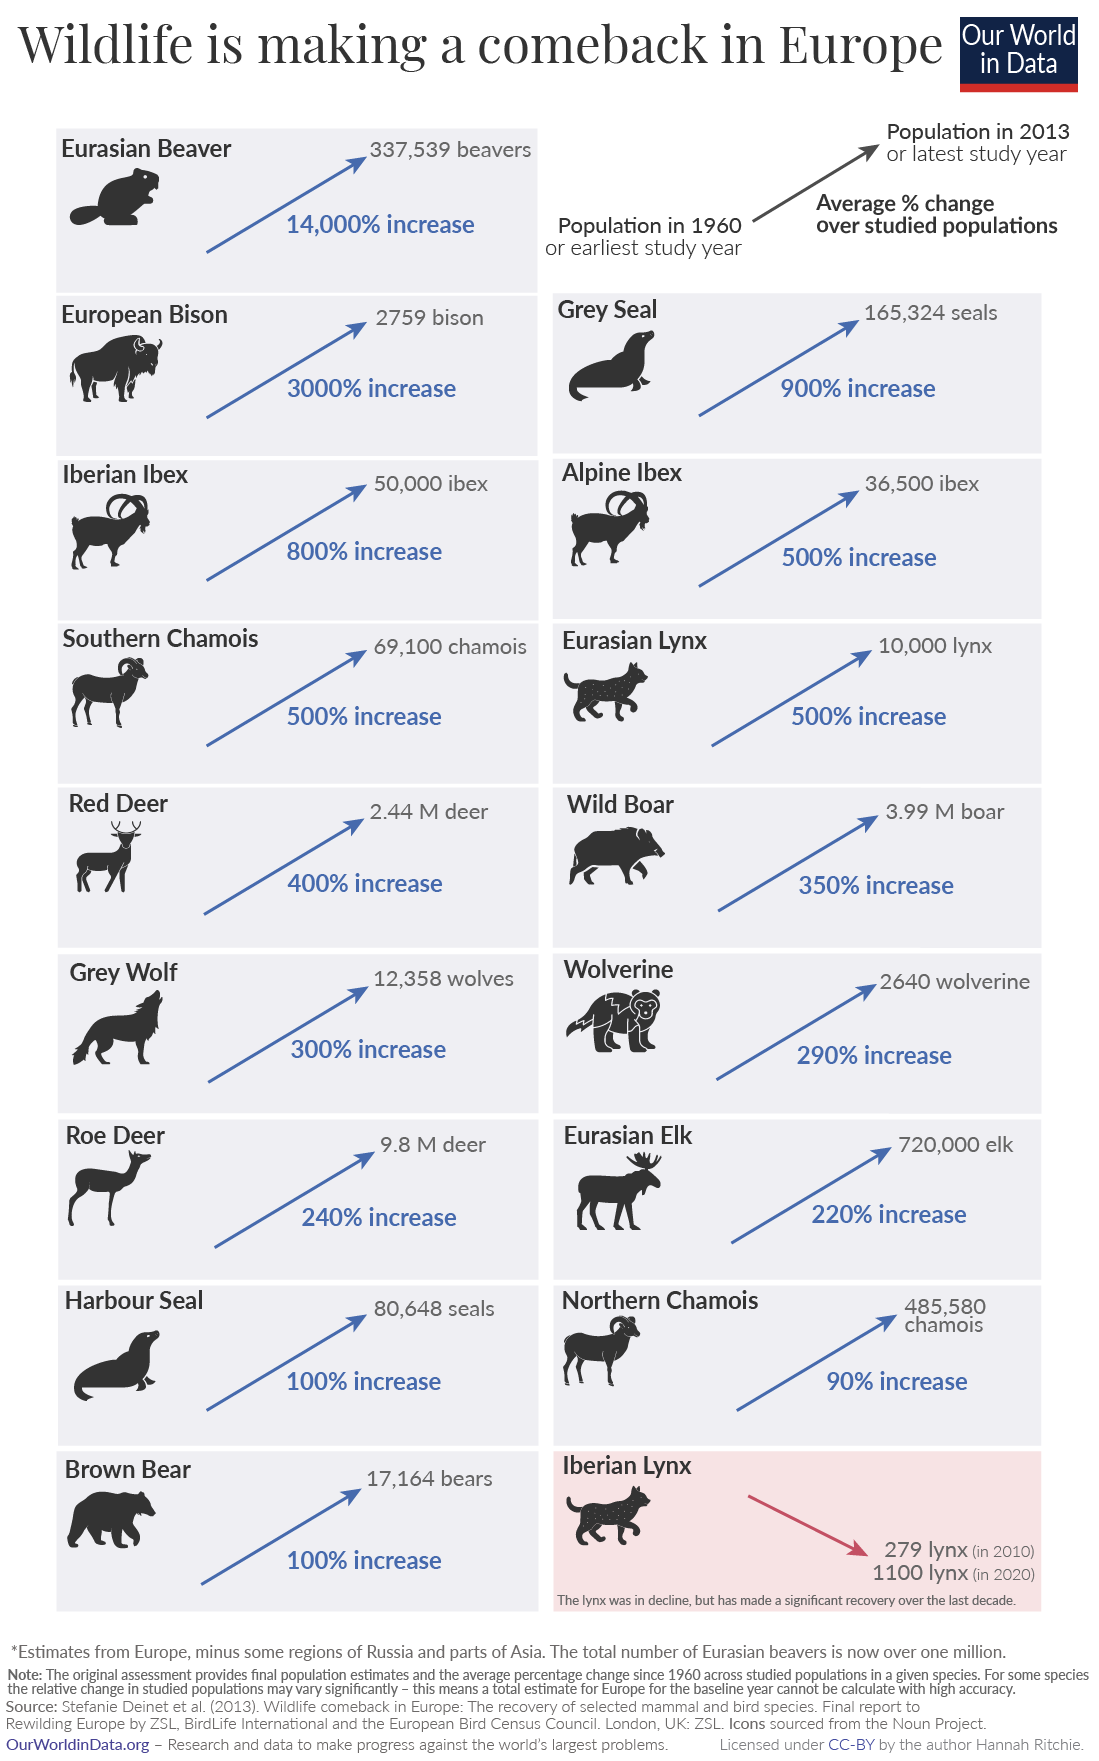 Wildlife is making a comeback in Europe
Our World
in Data
Population in 2013
or latest study year
Average % change
over studied populations
Population in 1960
or earliest study year
Eurasian Beaver
337,539 beavers
14,000% increase
European Bison
2759 bison
3000% increase
Grey Seal
165,324 seals
900% increase
Iberian Ibex
50,000 ibex
800% increase
Alpine Ibex
36,500 ibex
500% increase
Southern Chamois
69,100 chamois
500% increase
Eurasian Lynx
10,000 lynx
500% increase
Red Deer
2.44 M deer
400% increase
Wild Boar
3.99 M boar
350% increase
Grey Wolf
12,358 wolves
300% increase
Wolverine
2640 wolverine
290% increase
Roe Deer
9.8 M deer
240% increase
Eurasian Elk
720,000 elk
220% increase
Harbour Seal
80,648 seals
100% increase
Northern Chamois
485,580
chamois
90% increase
Brown Bear
17,164 bears
100% increase
Iberian Lynx
279 lynx (in 2010)
1100 lynx (in 2020)
The lynx was in decline, but has made a significant recovery over the last decade.
*Estimates from Europe, minus some regions of Russia and parts of Asia. The total number of Eurasian beavers is now over one million.
Note: The original assessment provides final population estimates and the average percentage change since 1960 across studied populations in a given species. For some species
the relative change in studied populations may vary significantly – this means a total estimate for Europe for the baseline year cannot be calculate with high accuracy.
Source: Stefanie Deinet et al. (2013). Wildlife comeback in Europe: The recovery of selected mammal and bird species. Final report to
Rewilding Europe by ZSL, BirdLife International and the European Bird Census Council. London, UK: ZSL. Icons sourced from the Noun Project.
OurWorldinData.org – Research and data to make progress against the world's largest problems.
Licensed under CC-BY by the author Hannah Ritchie.